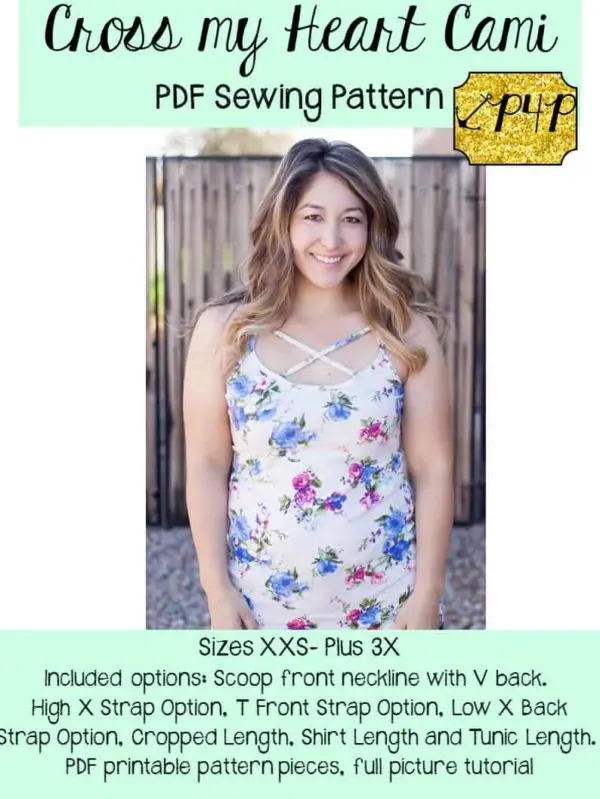 Cross my Heart Cami
PDF Sewing Pattern
P4P
Sizes XXS- Plus 3X
Included options: Scoop front neckline with V back.
High X Strap Option, T Front Strap Option, Low X Back
Strap Option, Cropped Length, Shirt Length and Tunic Length.
PDF printable pattern pieces, full picture tutorial